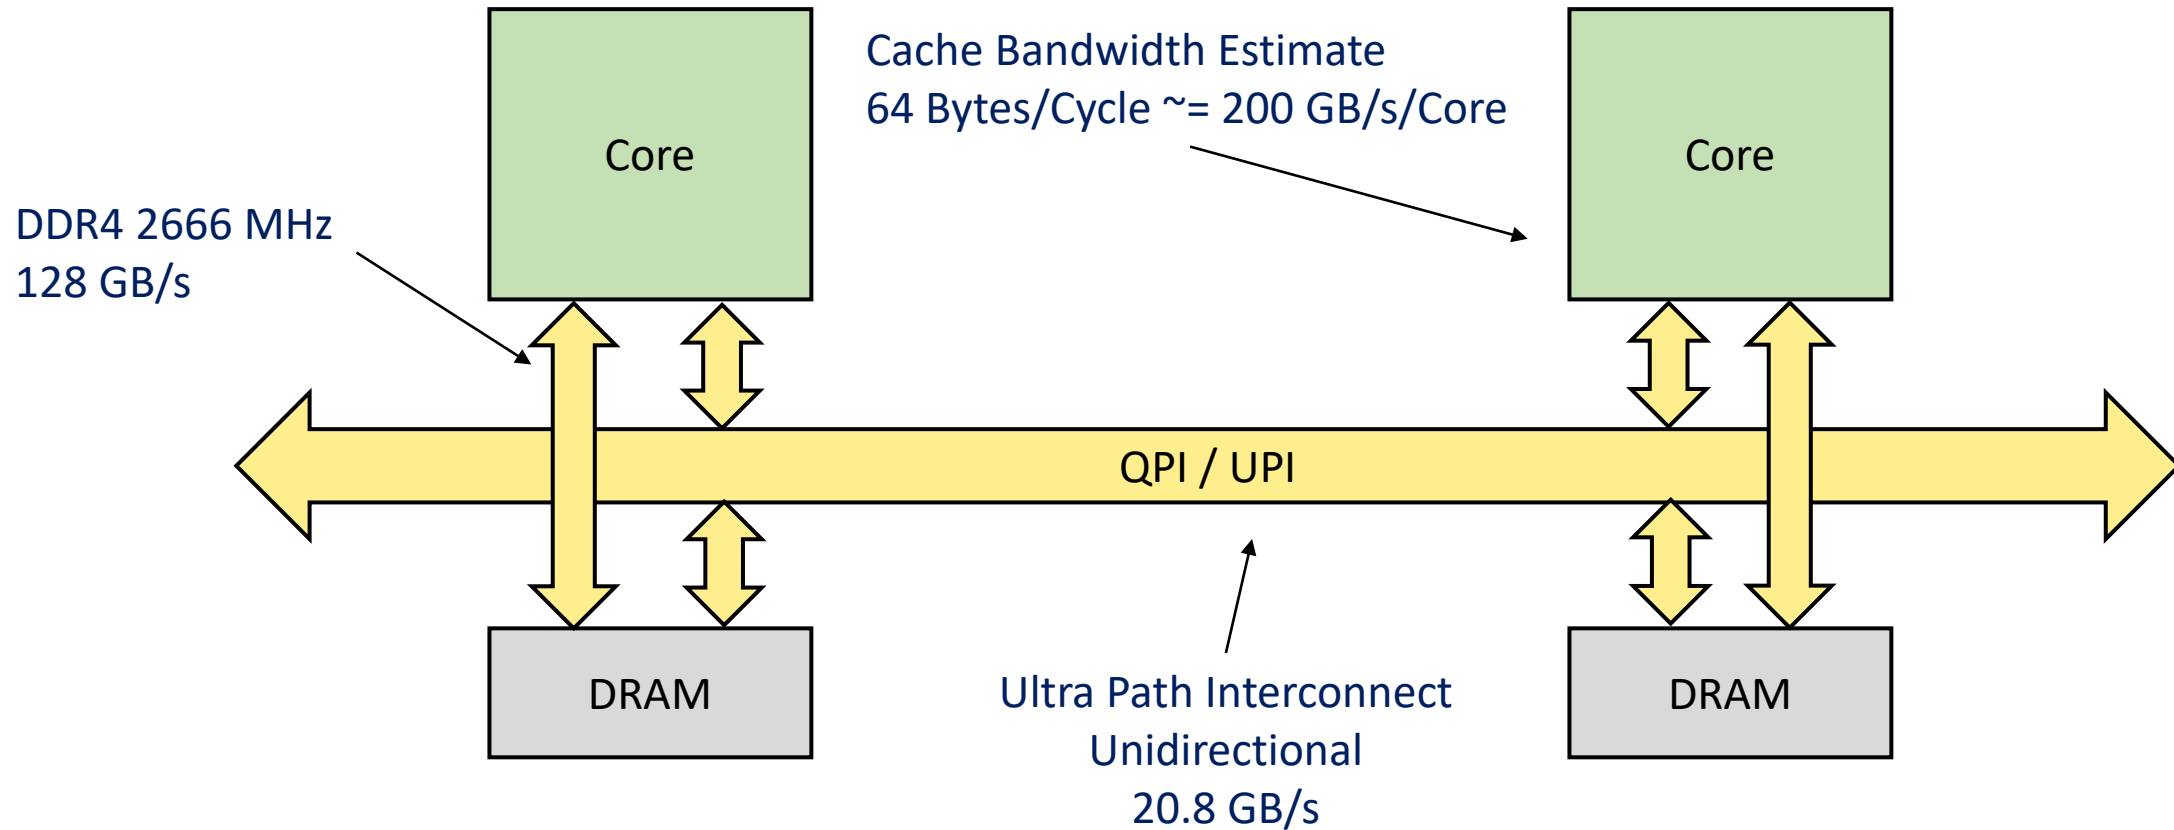 Core
Cache Bandwidth Estimate
64 Bytes/Cycle ~= 200 GB/s/Core
Core
DDR4 2666 MHz
128 GB/s
QPI / UPI
DRAM
Ultra Path Interconnect
Unidirectional
20.8 GB/s
DRAM